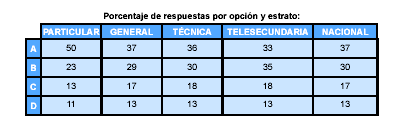 Porcentaje de respuestas por opción y estrato:
PARTICULAR GENERAL TÉCNICA TELESECUNDARIA NACIONAL
A 50 37 36 33 37
B 23 29 30 35 30
C 13 17 18 18 17
D 11 13 13 13 13